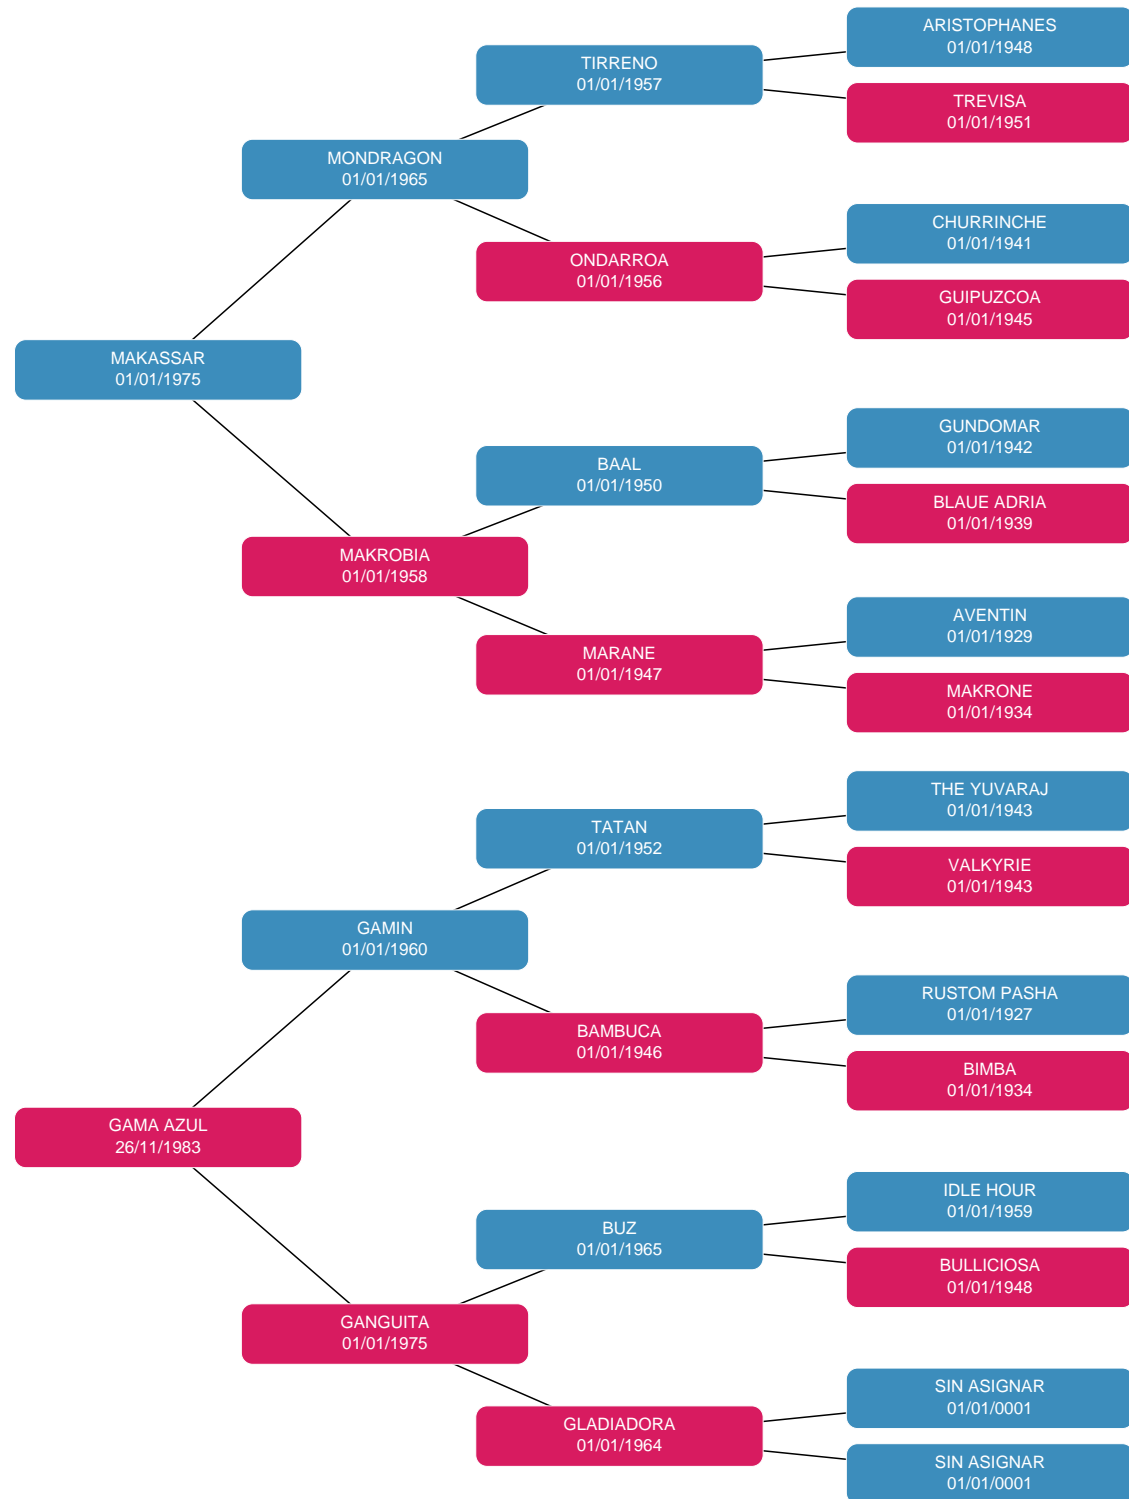 ARISTOPHANES
01/01/1948
TIRRENO
01/01/1957
TREVISA
01/01/1951
MONDRAGON
01/01/1965
CHURRINCHE
01/01/1941
ONDARROA
01/01/1956
GUIPUZCOA
01/01/1945
MAKASSAR
01/01/1975
GUNDOMAR
01/01/1942
BAAL
01/01/1950
BLAUE ADRIA
01/01/1939
MAKROBIA
01/01/1958
AVENTIN
01/01/1929
MARANE
01/01/1947
MAKRONE
01/01/1934
THE YUVARAJ
01/01/1943
TATAN
01/01/1952
VALKYRIE
01/01/1943
GAMIN
01/01/1960
RUSTOM PASHA
01/01/1927
BAMBUCA
01/01/1946
BIMBA
01/01/1934
GAMA AZUL
26/11/1983
IDLE HOUR
01/01/1959
BUZ
01/01/1965
BULLICIOSA
01/01/1948
GANGUITA
01/01/1975
SIN ASIGNAR
01/01/0001
GLADIADORA
01/01/1964
SIN ASIGNAR
01/01/0001